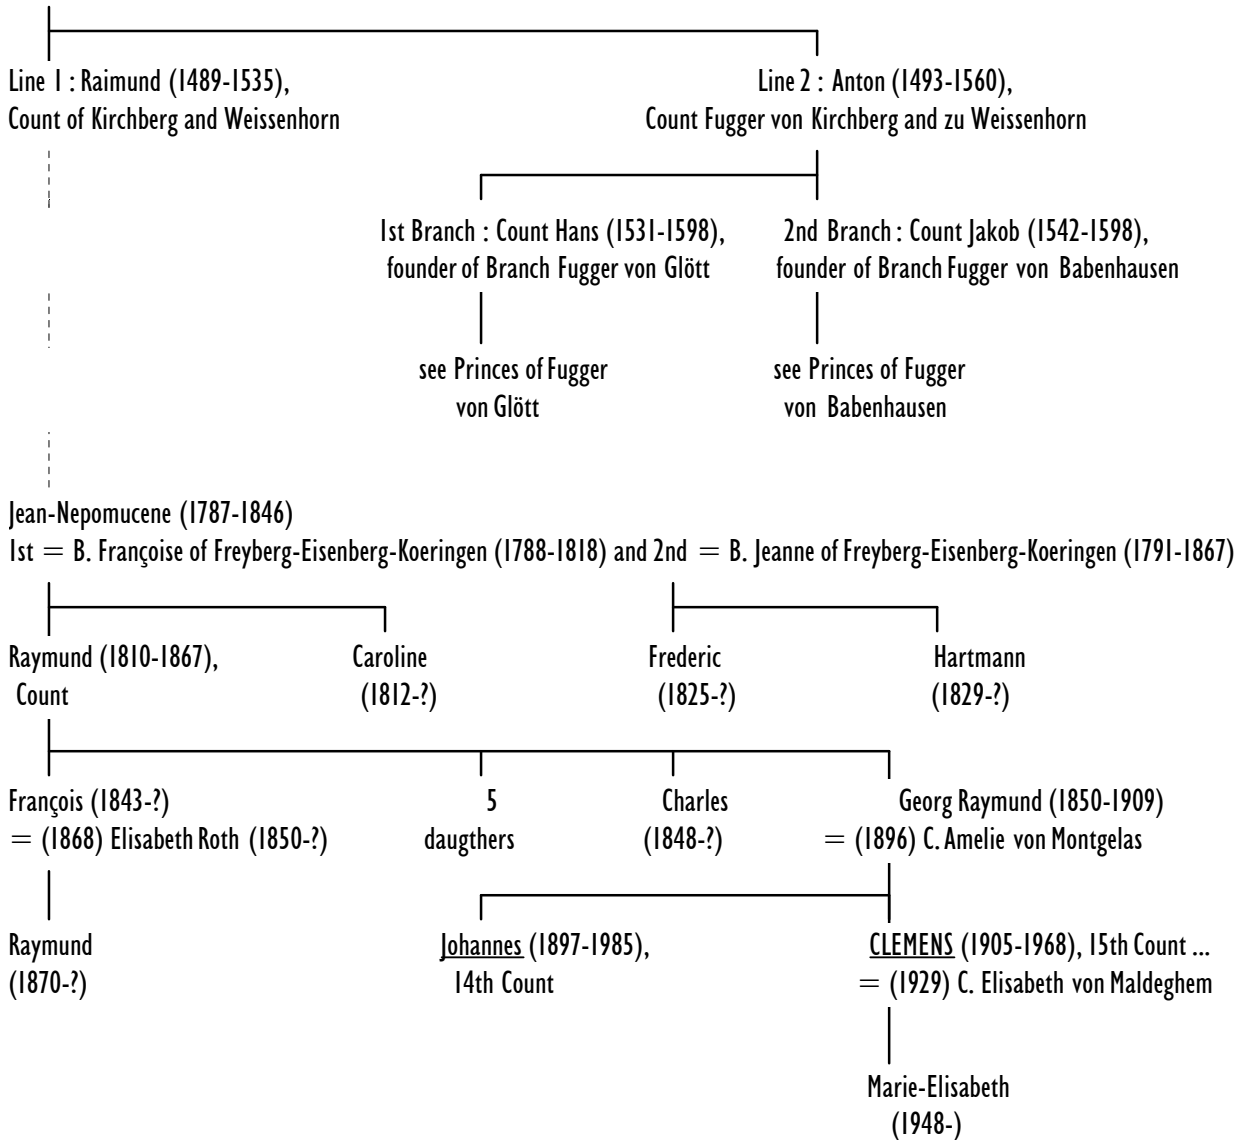 Line 1 : Raimund (1489-1535),
Count of Kirchberg and Weissenhorn
Line 2 : Anton (1493-1560),
Count Fugger von Kirchberg and zu Weissenhorn
1st Branch : Count Hans (1531-1598),
founder of Branch Fugger von Glött
2nd Branch : Count Jakob (1542-1598),
founder of Branch Fugger von Babenhausen
see Princes of Fugger
von Glött
see Princes of Fugger
von Babenhausen
Jean-Nepomucene (1787-1846)
1st = B. Françoise of Freyberg-Eisenberg-Koeringen (1788-1818) and 2nd = B. Jeanne of Freyberg-Eisenberg-Koeringen (1791-1867)
Raymund (1810-1867),
Count
Caroline
(1812-?)
Frederic
(1825-?)
Hartmann
(1829-?)
François (1843-?)
= (1868) Elisabeth Roth (1850-?)
5
daugthers
Charles
(1848-?)
Georg Raymund (1850-1909)
= (1896) C. Amelie von Montgelas
Raymund
(1870-?)
Johannes (1897-1985),
14th Count
CLEMENS (1905-1968), 15th Count ...
= (1929) C. Elisabeth von Maldeghem
Marie-Elisabeth
(1948-)